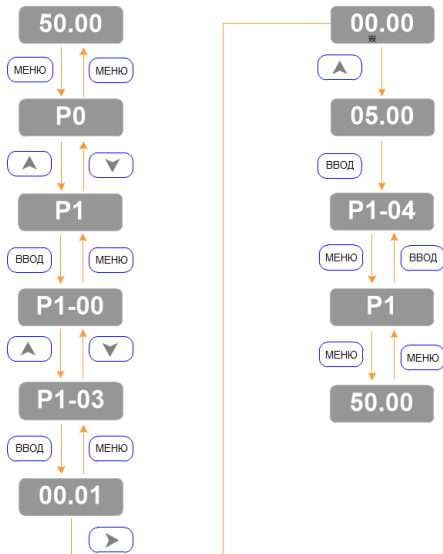 50.00
МЕНЮ
МЕНЮ
P0
P1
ВВОД
МЕНЮ
P1-00
P1-03
ВВОД
МЕНЮ
00.01
00.00
※
05.00
ВВОД
P1-04
МЕНЮ
ВВОД
P1
МЕНЮ
МЕНЮ
50.00